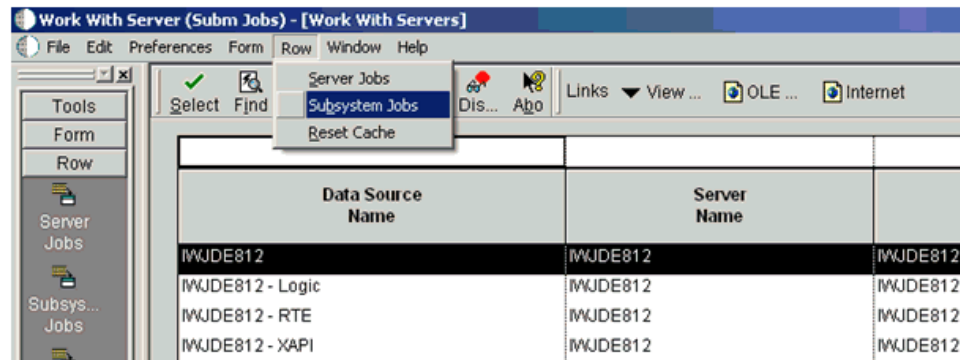 Work With Server (Subm Jobs) - [Work With Servers]
File Edit Preferences Form Row Window Help
Server Jobs
Subsystem Jobs
Reset Cache
Select Find Dis... Abo Links View ... OLE ... Internet
Tools
Form
Row
Server
Jobs
Subsys...
Jobs
Data Source
Name
Server
Name
IWJDE812 IWJDE812 IWJDE812
IWJDE812 - Logic IWJDE812 IWJDE812
IWJDE812 - RTE IWJDE812 IWJDE812
IWJDE812 - XAPI IWJDE812 IWJDE812